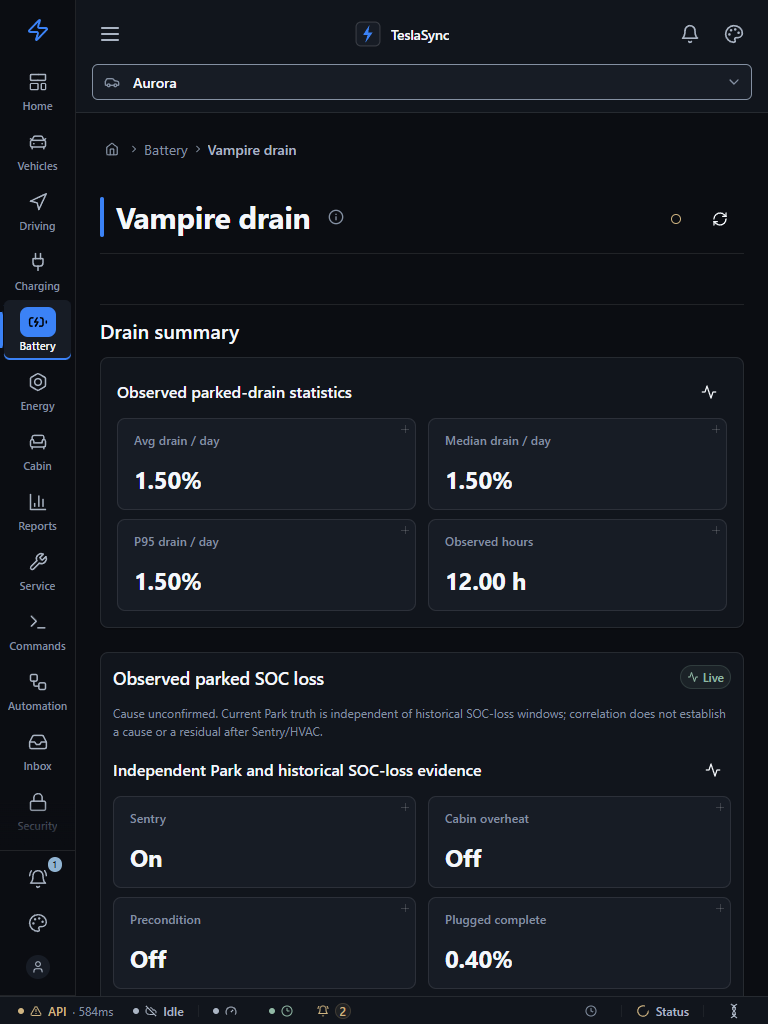 TeslaSync
Aurora
Home
Vehicles
Driving
Charging
Battery
Energy
Cabin
Reports
Service
Commands
Automation
Inbox
Security
1
Battery
Vampire drain
Vampire drain
Drain summary
Observed parked-drain statistics
Avg drain / day
1.50%
Median drain / day
1.50%
P95 drain / day
1.50%
Observed hours
12.00 h
Observed parked SOC loss
Live
Cause unconfirmed. Current Park truth is independent of historical SOC-loss windows; correlation does not establish
a cause or a residual after Sentry/HVAC.
Independent Park and historical SOC-loss evidence
Sentry
On
Cabin overheat
Off
Precondition
Off
Plugged complete
0.40%
API · 584ms
Idle
2
Status